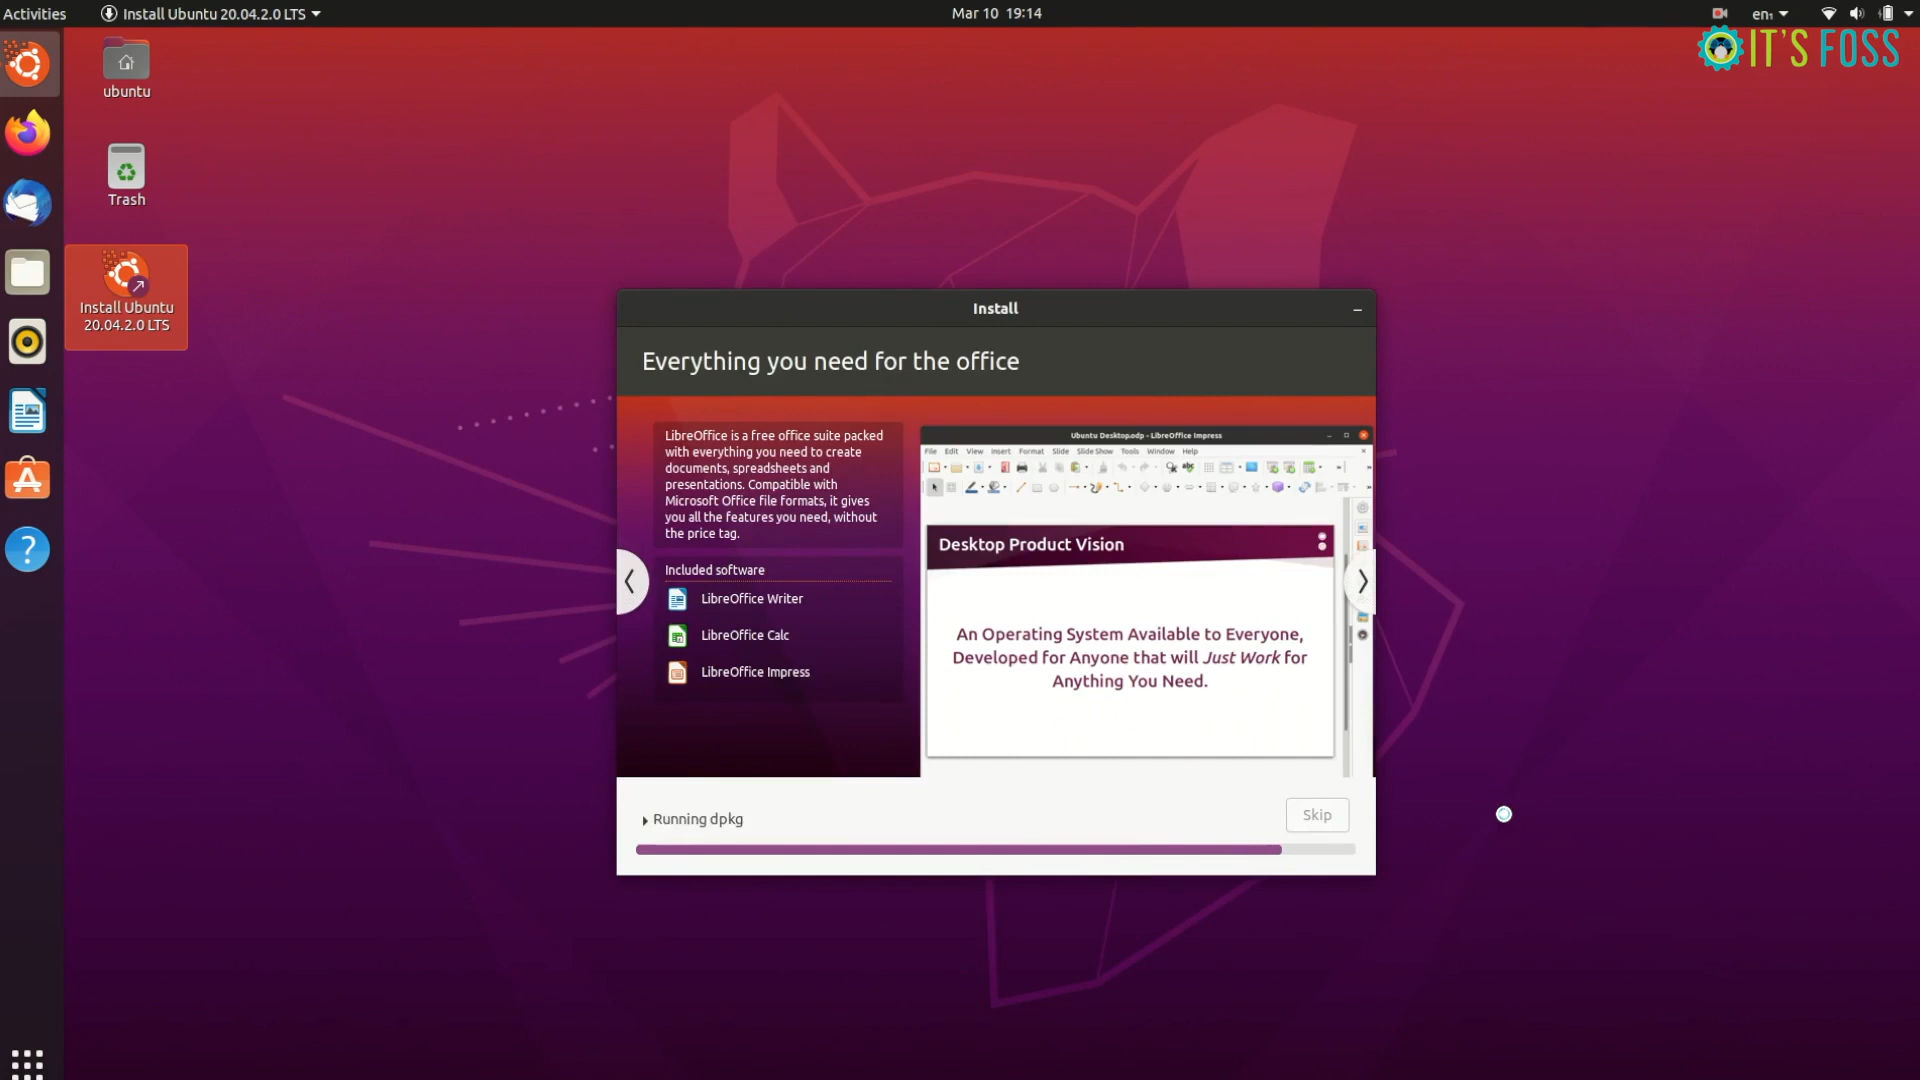 Activities
Install Ubuntu 20.04.2.0 LTS
Mar 10 19:14
en₁
IT'S FOSS
ubuntu
Trash
Install Ubuntu
20.04.2.0 LTS
Install
Everything you need for the office
LibreOffice is a free office suite packed
with everything you need to create
documents, spreadsheets and
presentations. Compatible with
Microsoft Office file formats, it gives
you all the features you need, without
the price tag.
Included software
LibreOffice Writer
LibreOffice Calc
LibreOffice Impress
Ubuntu Desktop.odp - LibreOffice Impress
File Edit View Insert Format Slide Slide Show Tools Window Help
Desktop Product Vision
An Operating System Available to Everyone,
Developed for Anyone that will Just Work for
Anything You Need.
Running dpkg
Skip